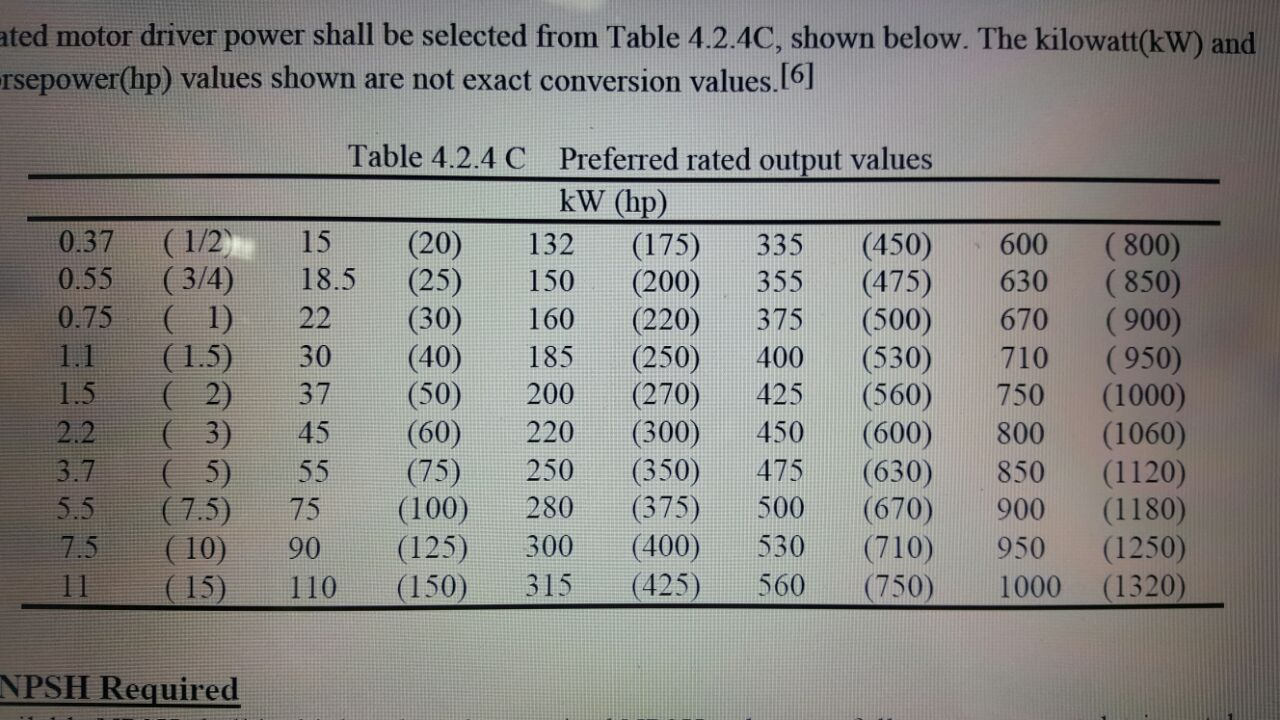 ated motor driver power shall be selected from Table 4.2.4C, shown below. The kilowatt(kW) and
orsepower(hp) values shown are not exact conversion values.[6]
Table 4.2.4 C Preferred rated output values
kW (hp)
0.37 ( 1/2) 15 (20) 132 (175) 335 (450) 600 ( 800)
0.55 ( 3/4) 18.5 (25) 150 (200) 355 (475) 630 ( 850)
0.75 ( 1) 22 (30) 160 (220) 375 (500) 670 ( 900)
1.1 ( 1.5) 30 (40) 185 (250) 400 (530) 710 ( 950)
1.5 ( 2) 37 (50) 200 (270) 425 (560) 750 (1000)
2.2 ( 3) 45 (60) 220 (300) 450 (600) 800 (1060)
3.7 ( 5) 55 (75) 250 (350) 475 (630) 850 (1120)
5.5 ( 7.5) 75 (100) 280 (375) 500 (670) 900 (1180)
7.5 ( 10) 90 (125) 300 (400) 530 (710) 950 (1250)
11 ( 15) 110 (150) 315 (425) 560 (750) 1000 (1320)
NPSH Required